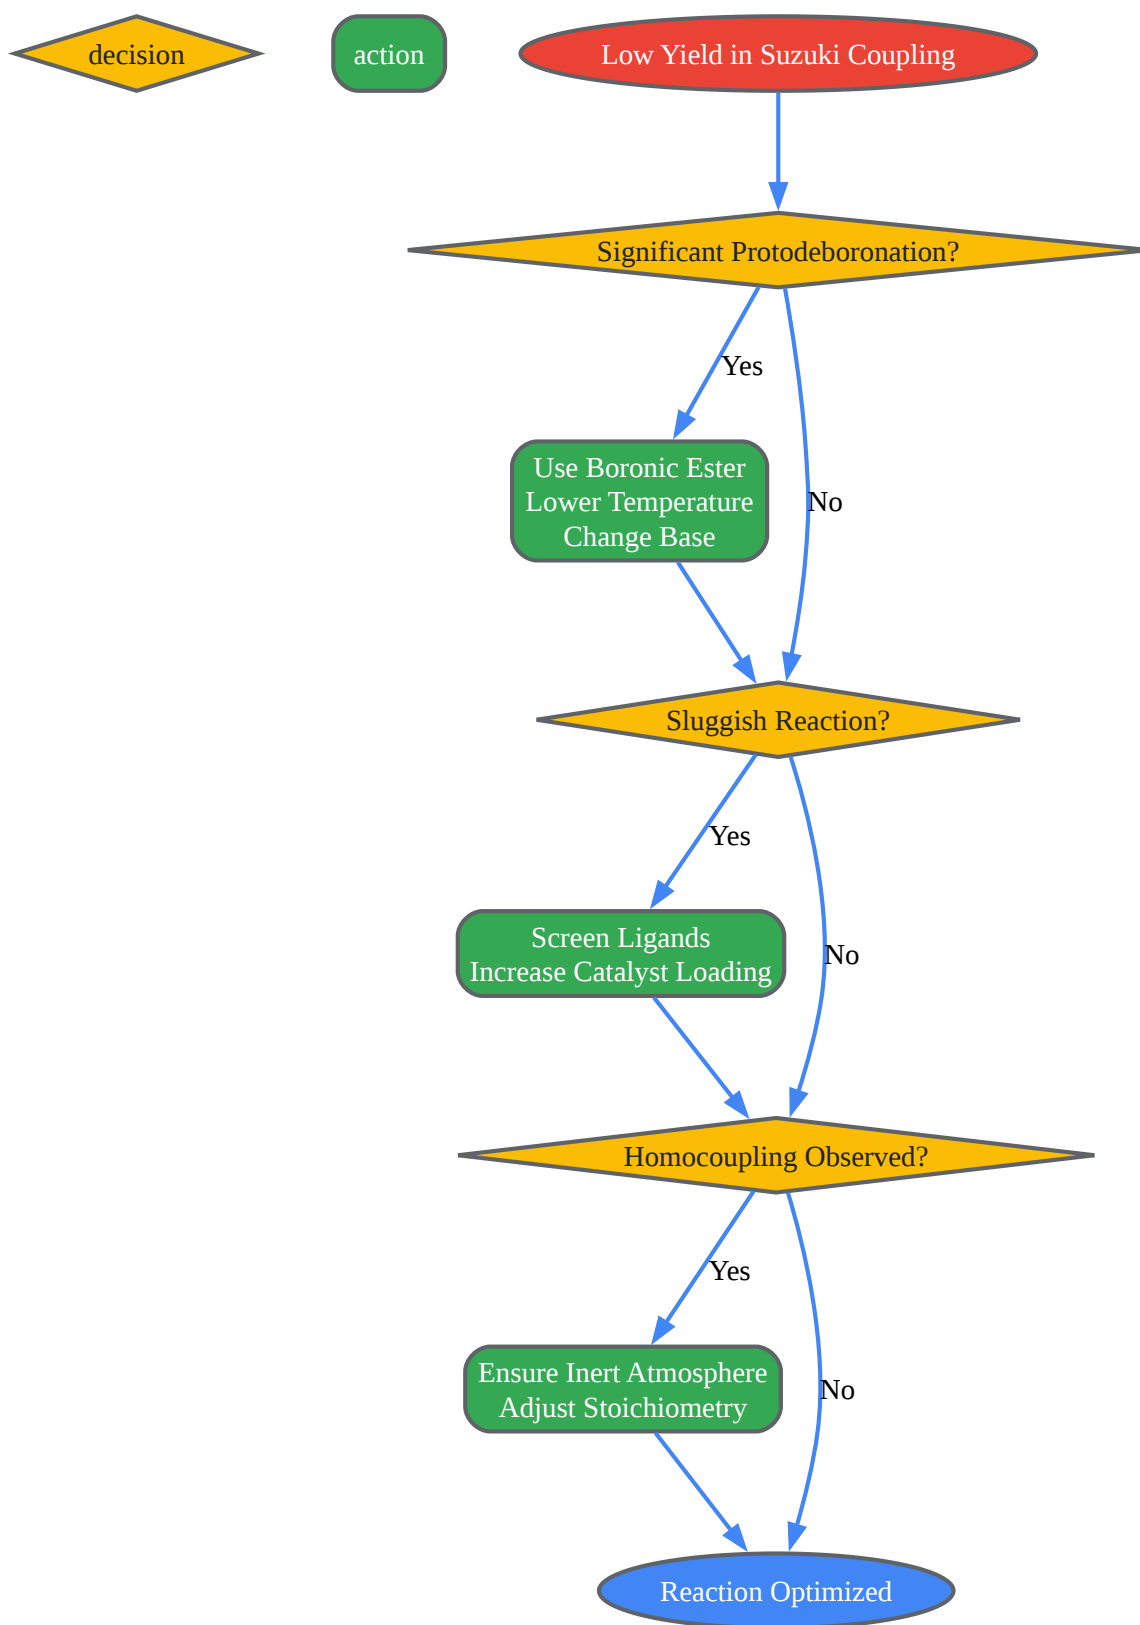 decision
action
Low Yield in Suzuki Coupling
Significant Protodeboronation?
Yes
Use Boronic Ester
Lower Temperature
Change Base
No
Sluggish Reaction?
Yes
Screen Ligands
Increase Catalyst Loading
No
Homocoupling Observed?
Yes
Ensure Inert Atmosphere
Adjust Stoichiometry
No
Reaction Optimized